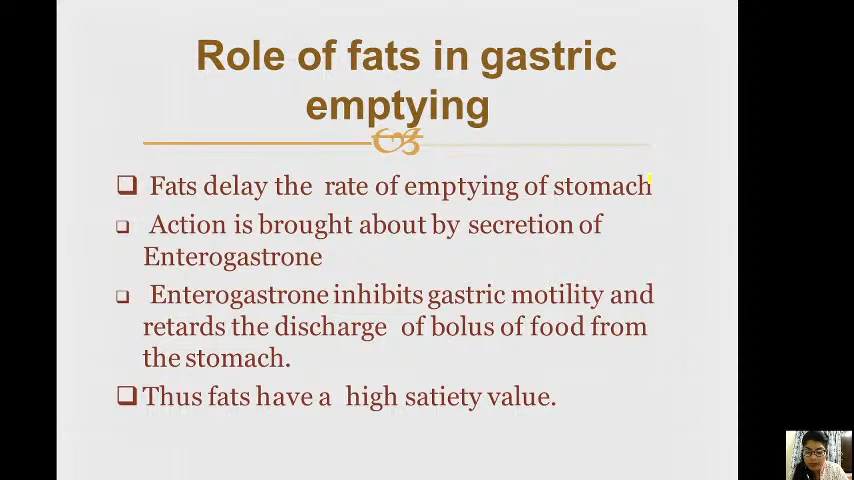 Role of fats in gastric
emptying
Fats delay the rate of emptying of stomach
Action is brought about by secretion of
Enterogastrone
Enterogastrone inhibits gastric motility and
retards the discharge of bolus of food from
the stomach.
Thus fats have a high satiety value.